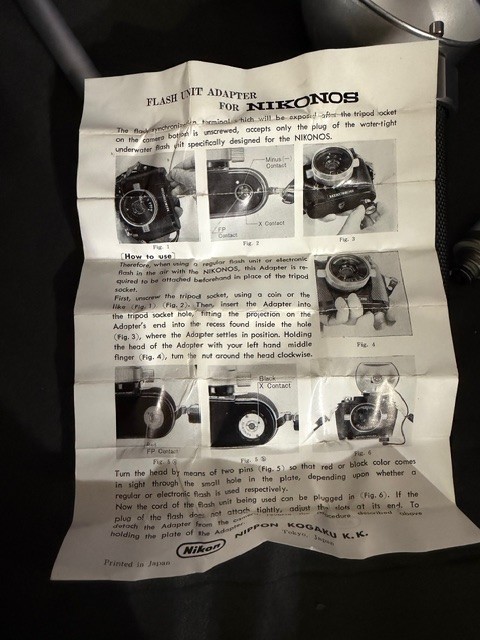 FLASH UNIT ADAPTER
FOR NIKONOS
The flash synchronization terminal, which will be exposed after the tripod socket
on the camera bottom is unscrewed, accepts only the plug of the water-tight
underwater flash unit specifically designed for the NIKONOS.
Minus(-)
Contact
FP
Contact
X Contact
Fig. 1
Fig. 2
Fig. 3
[How to use]
Therefore, when using a regular flash unit or electronic
flash in the air with the NIKONOS, this Adapter is re-
quired to be attached beforehand in place of the tripod
socket.
First, unscrew the tripod socket, using a coin or the
like (Fig. 1) (Fig. 2). Then, insert the Adapter into
the tripod socket hole, fitting the projection on the
Adapter's end into the recess found inside the hole
(Fig. 3), where the Adapter settles in position. Holding
the head of the Adapter with your left hand middle
finger (Fig. 4), turn the nut around the head clockwise.
Fig. 4
Red
FP Contact
Black
X Contact
Fig. 5
Fig. 5
Fig. 6
Turn the head by means of two pins (Fig. 5) so that red or black color comes
in sight through the small hole in the plate, depending upon whether a
regular or electronic flash is used respectively.
Now the cord of the flash unit being used can be plugged in (Fig. 6). If the
plug of the flash does not attach tightly, adjust the slots at its end. To
detach the Adapter from the camera, procedure described above
holding the plate of the Adapter
Nikon NIPPON KOGAKU K.K.
Tokyo, Japan
Printed in Japan